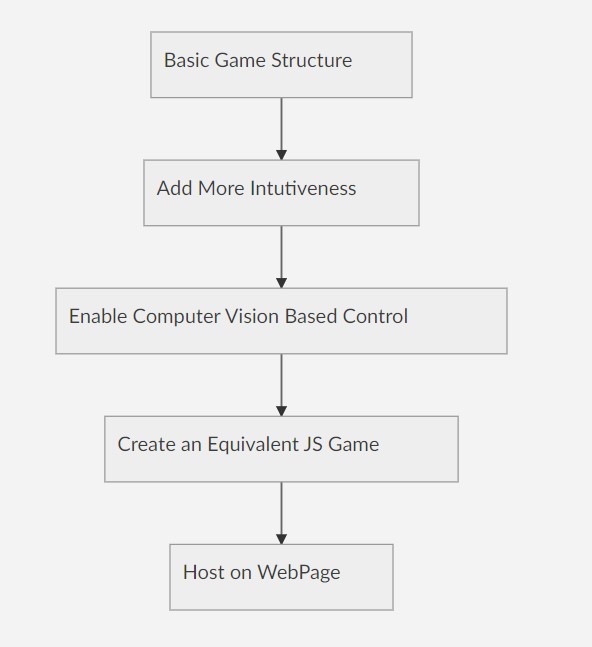 Basic Game Structure
Add More Intutiveness
Enable Computer Vision Based Control
Create an Equivalent JS Game
Host on WebPage